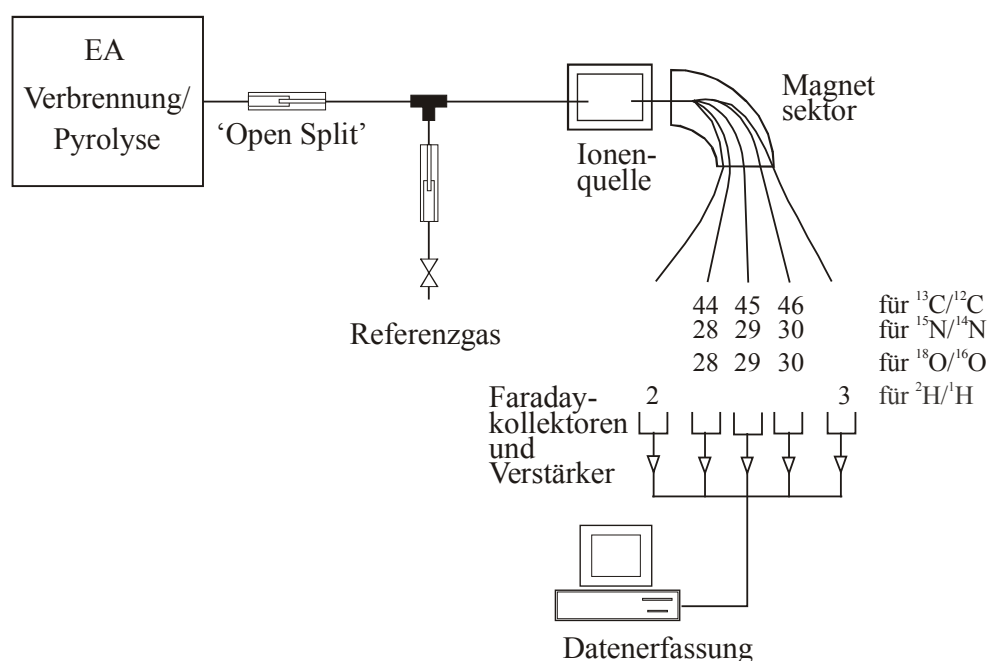 EA
Verbrennung/
Pyrolyse
‘Open Split’
Referenzgas
Ionen-
quelle
Magnet
sektor
44 45 46 für ¹³C/¹²C
28 29 30 für ¹⁵N/¹⁴N
28 29 30 für ¹⁸O/¹⁶O
2 3 für ²H/¹H
Faraday-
kollektoren
und
Verstärker
Datenerfassung